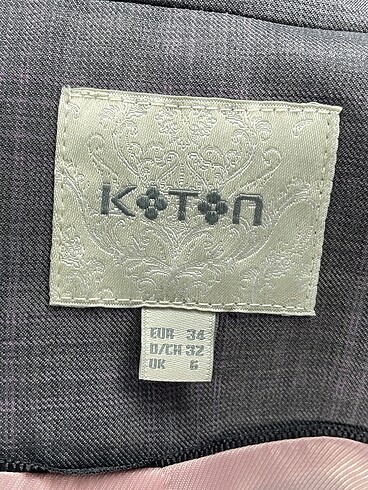 KOTON
EUR 34
D/CH 32
UK 6